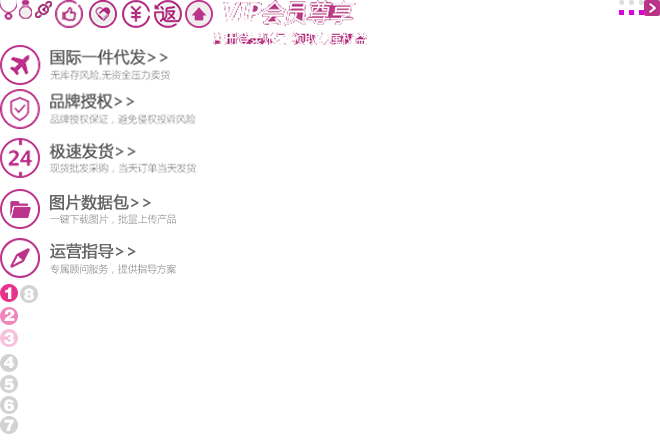 ¥ 返 VIP会员尊享
国际一件代发>>
无库存风险,无资金压力卖货
品牌授权>>
品牌授权保证，避免侵权投诉风险
24
极速发货>>
现货批发采购，当天订单当天发货
图片数据包>>
一键下载图片，批量上传产品
运营指导>>
专属顾问服务，提供指导方案
1 8
2
3
4
5
6
7